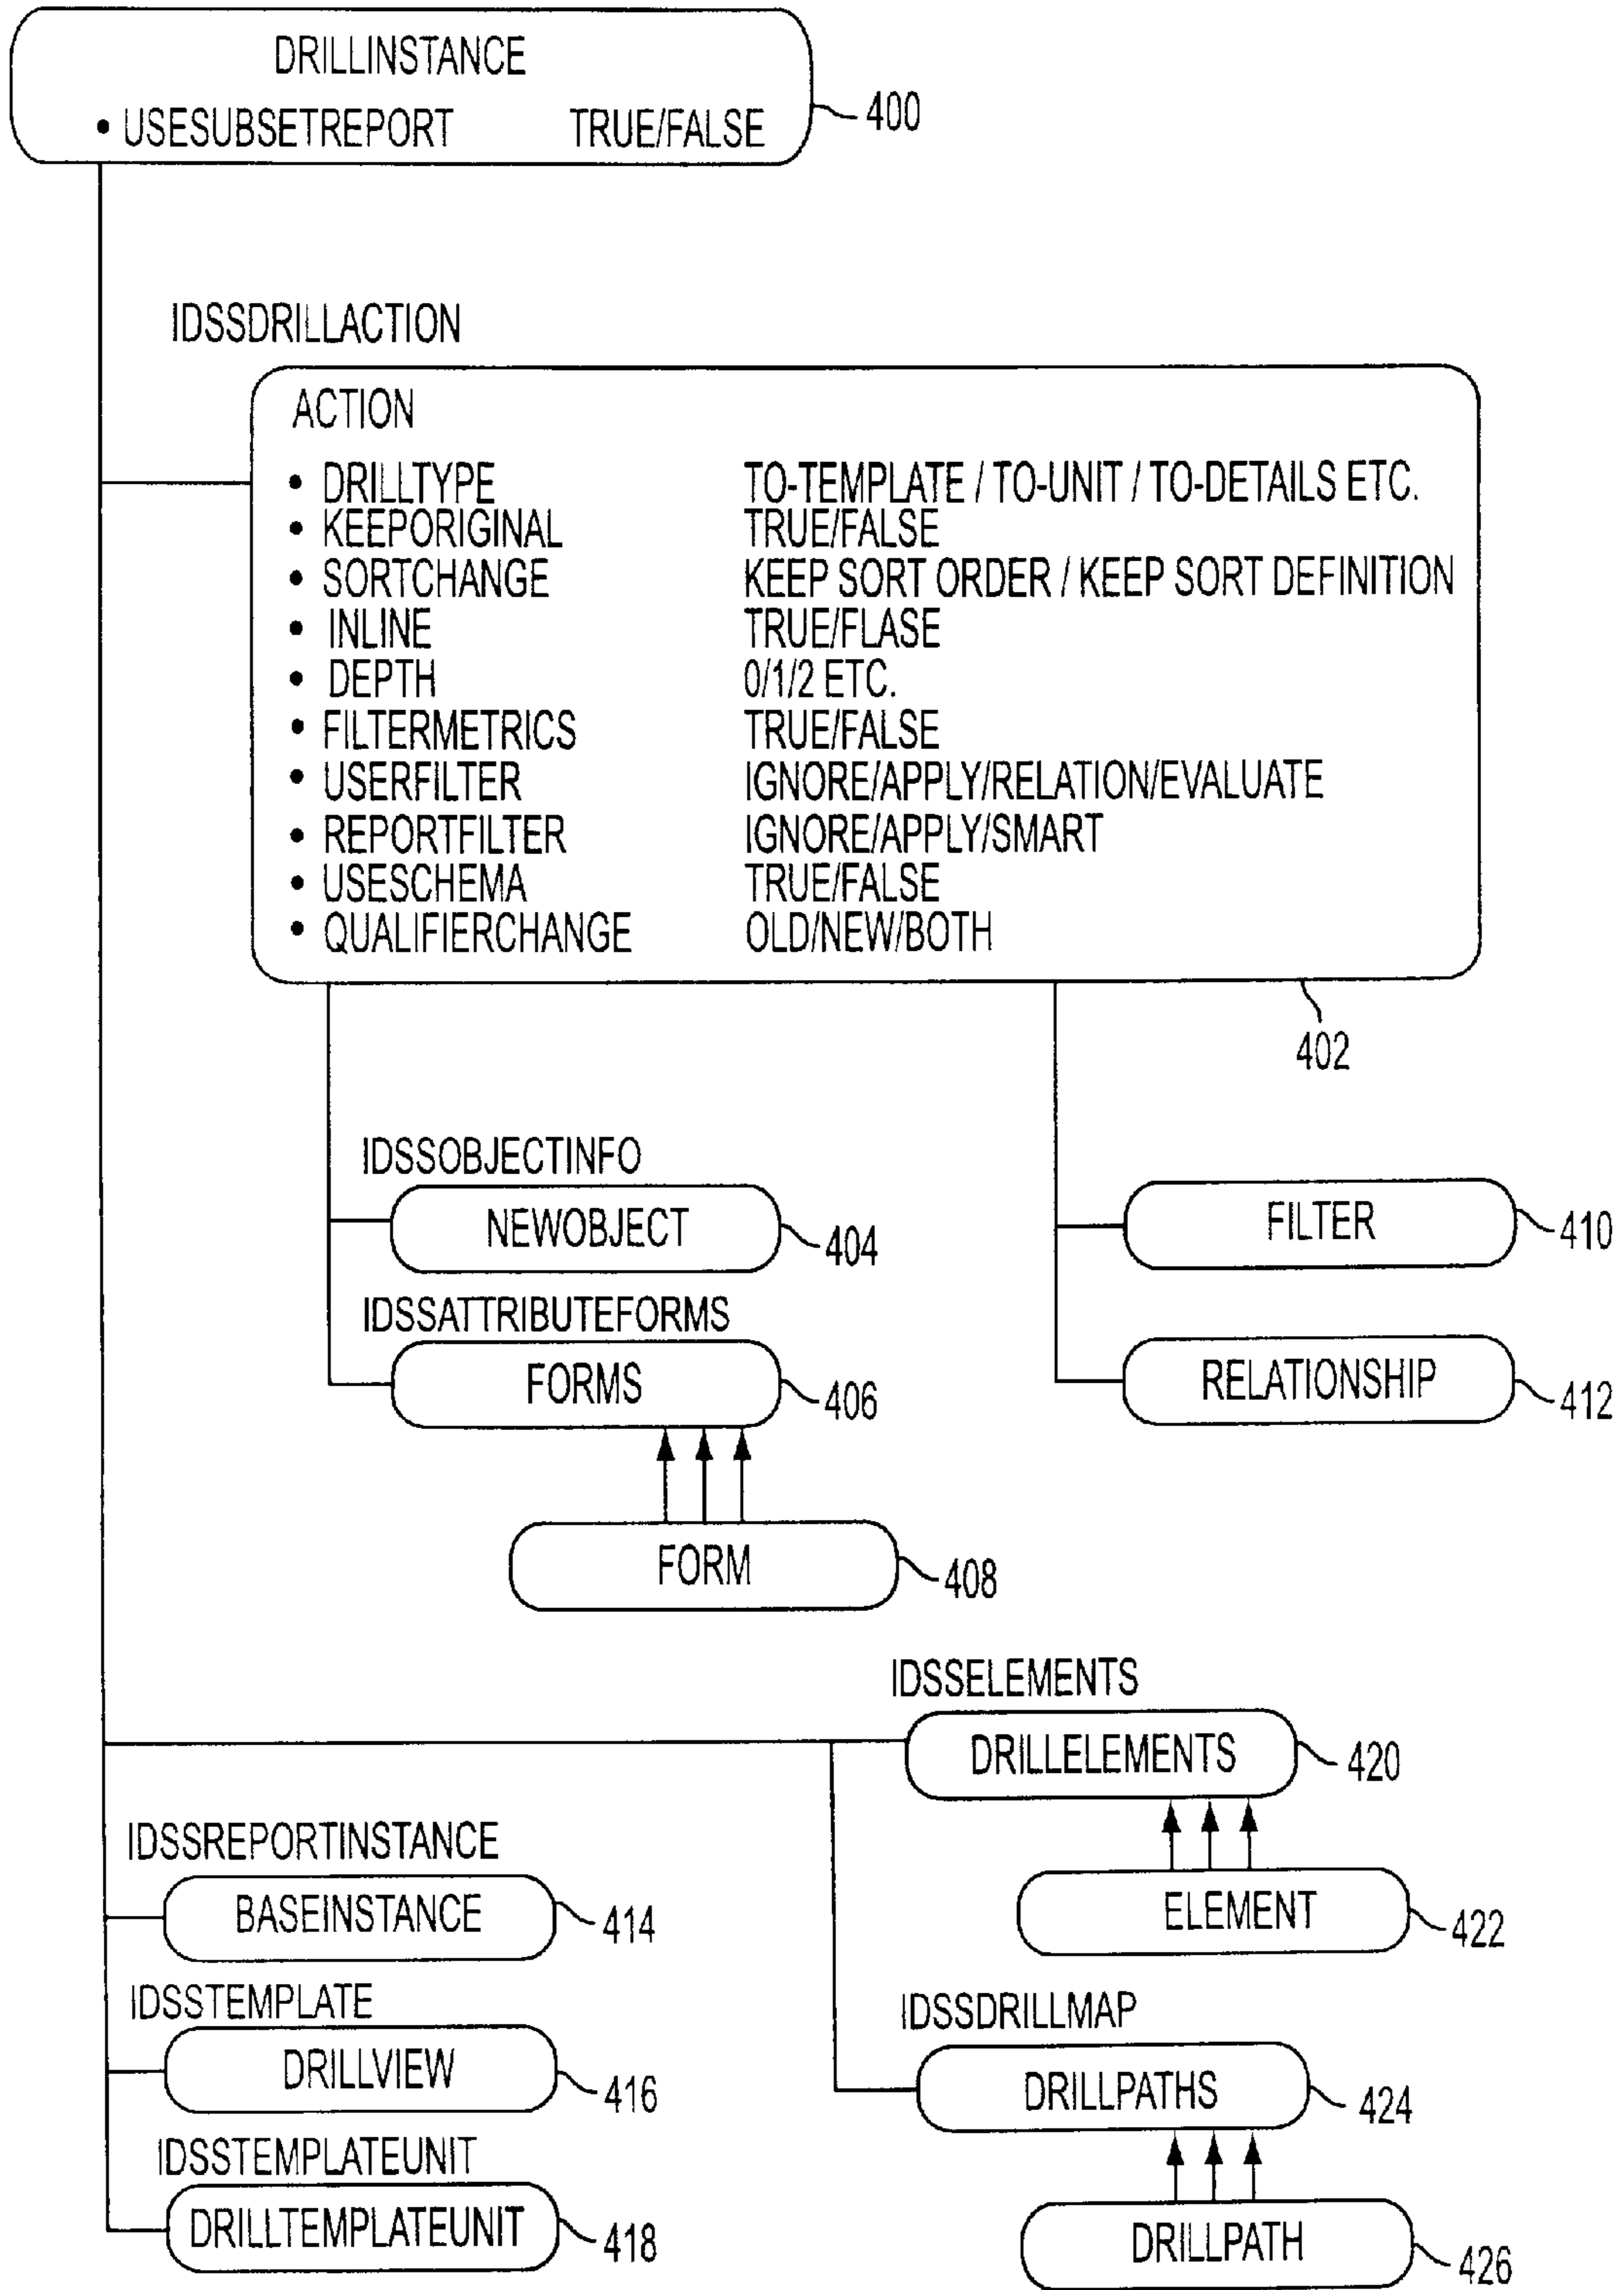 DRILLINSTANCE
• USESUBSETREPORT TRUE/FALSE
400
IDSSDRILLACTION
ACTION
• DRILLTYPE TO-TEMPLATE / TO-UNIT / TO-DETAILS ETC.
• KEEPORIGINAL TRUE/FALSE
• SORTCHANGE KEEP SORT ORDER / KEEP SORT DEFINITION
• INLINE TRUE/FLASE
• DEPTH 0/1/2 ETC.
• FILTERMETRICS TRUE/FALSE
• USERFILTER IGNORE/APPLY/RELATION/EVALUATE
• REPORTFILTER IGNORE/APPLY/SMART
• USESCHEMA TRUE/FALSE
• QUALIFIERCHANGE OLD/NEW/BOTH
402
IDSSOBJECTINFO
NEWOBJECT
404
FILTER
410
IDSSATTRIBUTEFORMS
FORMS
406
RELATIONSHIP
412
FORM
408
IDSSELEMENTS
DRILLELEMENTS
420
IDSSREPORTINSTANCE
BASEINSTANCE
414
ELEMENT
422
IDSSTEMPLATE
DRILLVIEW
416
IDSSDRILLMAP
DRILLPATHS
424
IDSSTEMPLATEUNIT
DRILLTEMPLATEUNIT
418
DRILLPATH
426